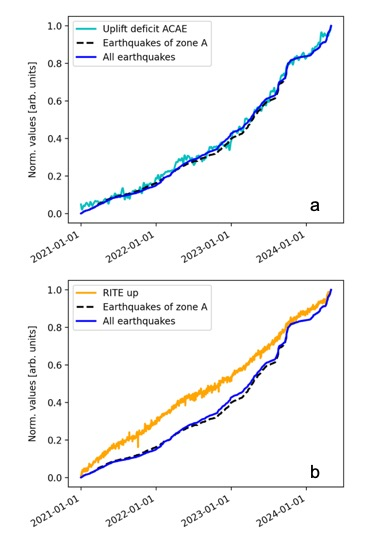 1.0
0.8
0.6
0.4
0.2
0.0
Norm. values [arb. units]
Uplift deficit ACAE
Earthquakes of zone A
All earthquakes
a
2021-01-01
2022-01-01
2023-01-01
2024-01-01
1.0
0.8
0.6
0.4
0.2
0.0
Norm. values [arb. units]
RITE up
Earthquakes of zone A
All earthquakes
b
2021-01-01
2022-01-01
2023-01-01
2024-01-01